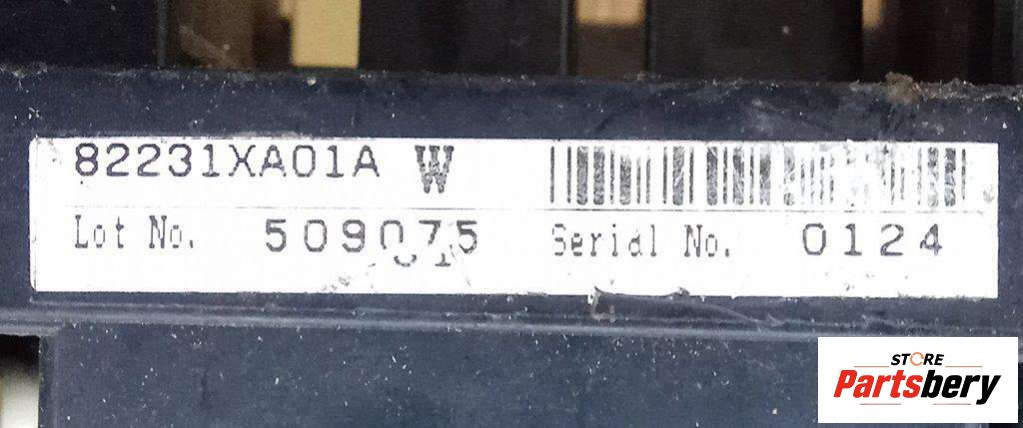 82231XA01A W
Lot No. 509075 Serial No. 0124
STORE
Partsbery